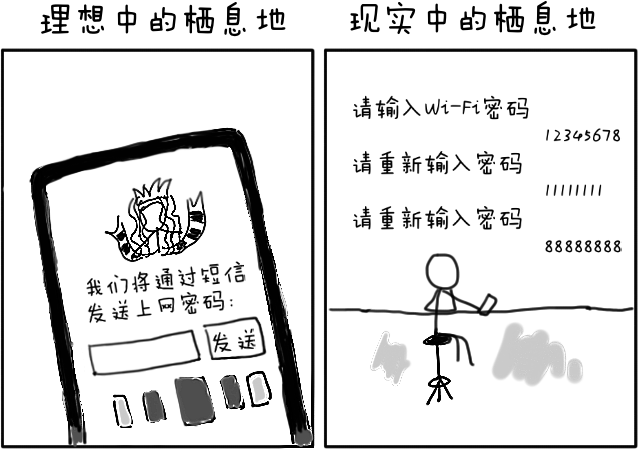 理想中的栖息地
我们将通过短信
发送上网密码:
发送
现实中的栖息地
请输入Wi-Fi密码
12345678
请重新输入密码
11111111
请重新输入密码
88888888